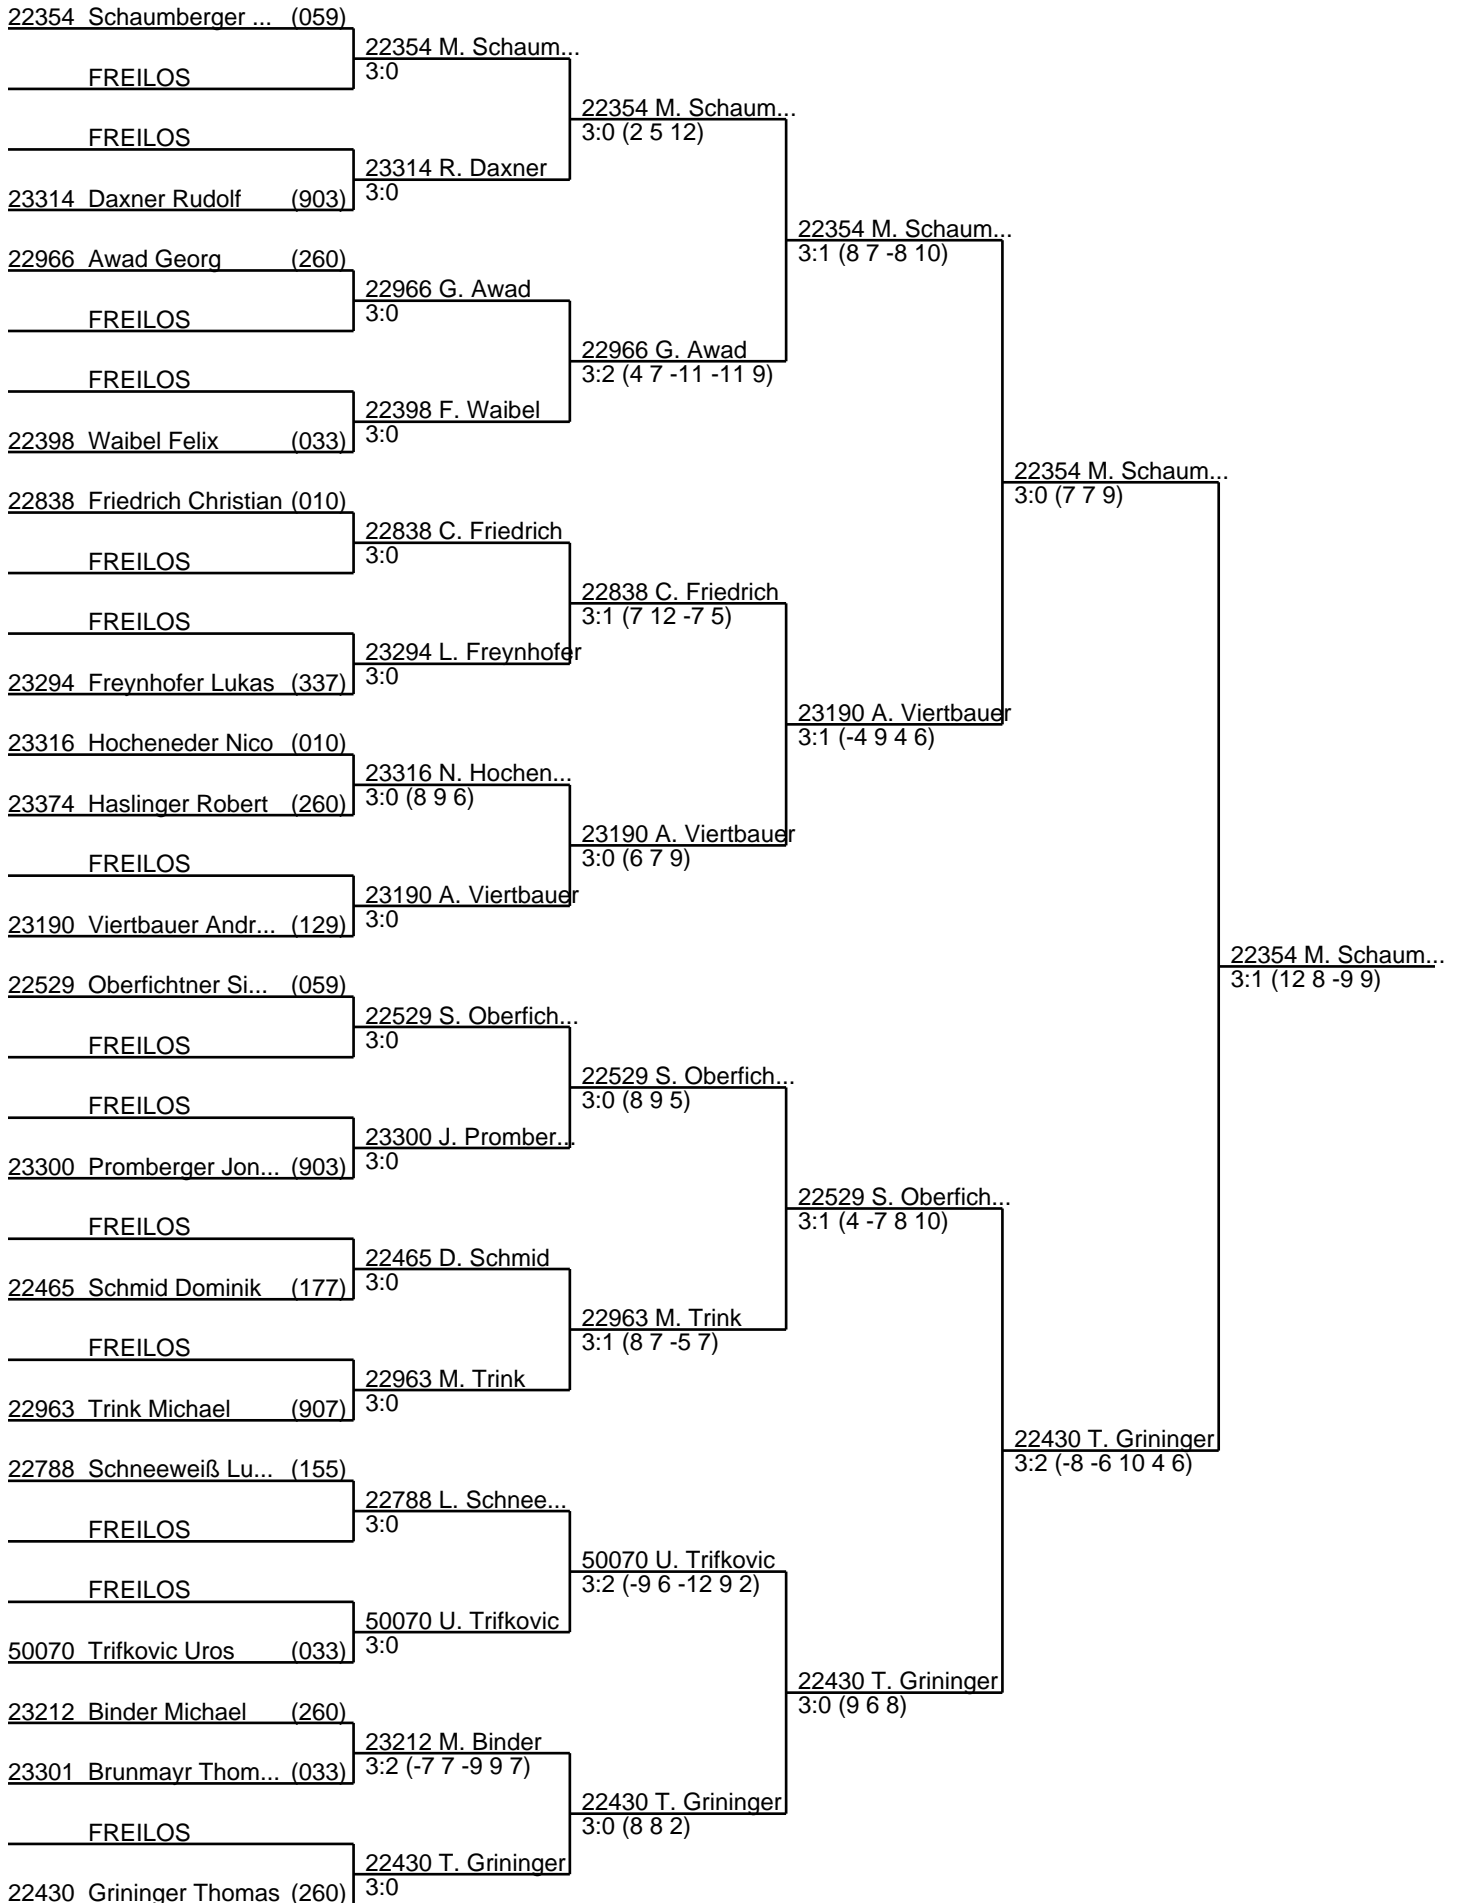 22354 Schaumberger ... (059)
FREILOS
FREILOS
23314 Daxner Rudolf (903)
22966 Awad Georg (260)
FREILOS
FREILOS
22398 Waibel Felix (033)
22838 Friedrich Christian (010)
FREILOS
FREILOS
23294 Freynhofer Lukas (337)
23316 Hocheneder Nico (010)
23374 Haslinger Robert (260)
FREILOS
23190 Viertbauer Andr... (129)
22529 Oberfichtner Si... (059)
FREILOS
FREILOS
23300 Promberger Jon... (903)
FREILOS
22465 Schmid Dominik (177)
FREILOS
22963 Trink Michael (907)
22788 Schneeweiß Lu... (155)
FREILOS
FREILOS
50070 Trifkovic Uros (033)
23212 Binder Michael (260)
23301 Brunmayr Thom... (033)
FREILOS
22430 Grininger Thomas (260)
22354 M. Schaum...
3:0
23314 R. Daxner
3:0
22966 G. Awad
3:0
22398 F. Waibel
3:0
22838 C. Friedrich
3:0
23294 L. Freynhofer
3:0
23316 N. Hochen...
3:0 (8 9 6)
23190 A. Viertbauer
3:0
22529 S. Oberfich...
3:0
23300 J. Promber...
3:0
22465 D. Schmid
3:0
22963 M. Trink
3:0
22788 L. Schnee...
3:0
50070 U. Trifkovic
3:0
23212 M. Binder
3:2 (-7 7 -9 9 7)
22430 T. Grininger
3:0
22354 M. Schaum...
3:0 (2 5 12)
22966 G. Awad
3:2 (4 7 -11 -11 9)
22838 C. Friedrich
3:1 (7 12 -7 5)
23190 A. Viertbauer
3:0 (6 7 9)
22529 S. Oberfich...
3:0 (8 9 5)
22963 M. Trink
3:1 (8 7 -5 7)
50070 U. Trifkovic
3:2 (-9 6 -12 9 2)
22430 T. Grininger
3:0 (8 8 2)
22354 M. Schaum...
3:1 (8 7 -8 10)
23190 A. Viertbauer
3:1 (-4 9 4 6)
22529 S. Oberfich...
3:1 (4 -7 8 10)
22430 T. Grininger
3:0 (9 6 8)
22354 M. Schaum...
3:0 (7 7 9)
22430 T. Grininger
3:2 (-8 -6 10 4 6)
22354 M. Schaum...
3:1 (12 8 -9 9)